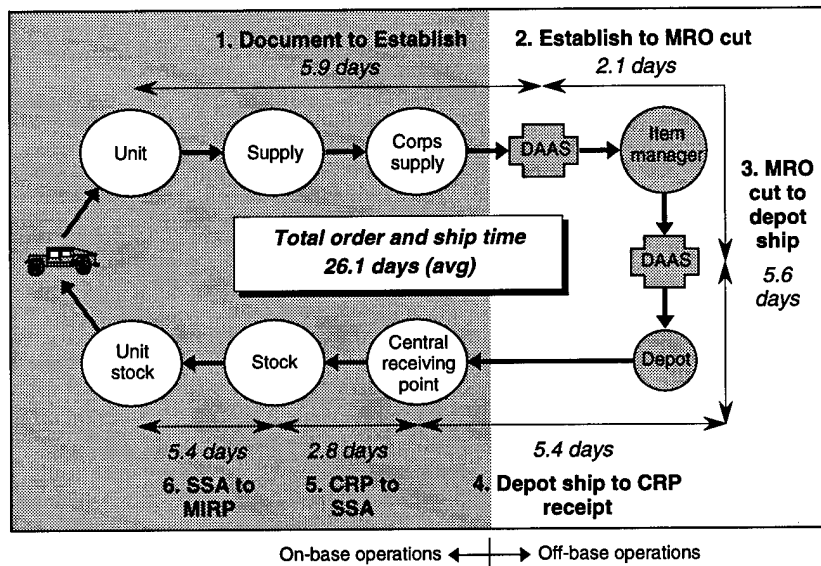 1. Document to Establish
5.9 days
2. Establish to MRO cut
2.1 days
Unit
Supply
Corps
supply
DAAS
Item
manager
3. MRO
cut to
depot
ship
5.6
days
Total order and ship time
26.1 days (avg)
DAAS
Unit
stock
Stock
Central
receiving
point
Depot
5.4 days
2.8 days
5.4 days
6. SSA to
MIRP
5. CRP to
SSA
4. Depot ship to CRP
receipt
On-base operations
Off-base operations